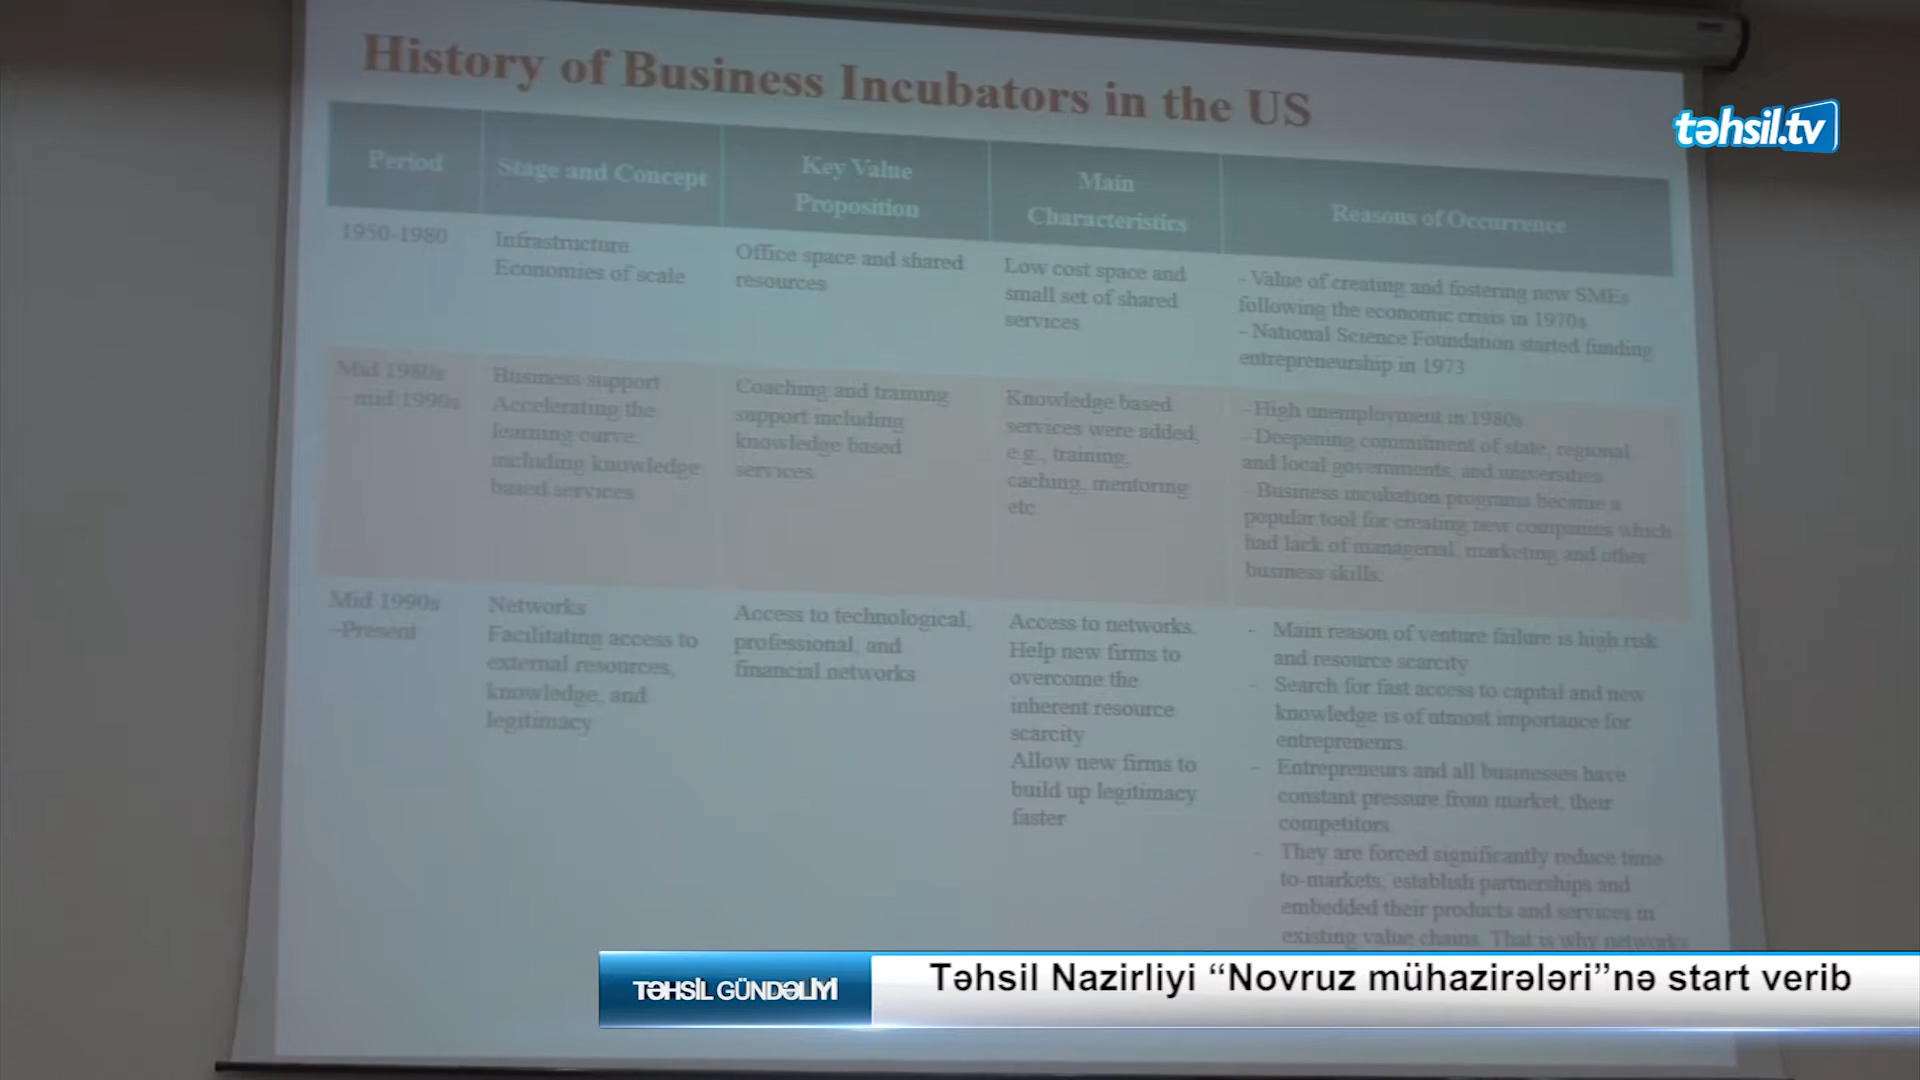 History of Business Incubators in the US
təhsil.tv
Period
Stage and Concept
Key Value
Proposition
Main
Characteristics
Reasons of Occurrence
1950-1980
Infrastructure
Economies of scale
Office space and shared
resources
Low cost space and
small set of shared
services
- Value of creating and fostering new SMEs
following the economic crisis in 1970s
- National Science Foundation started funding
entrepreneurship in 1973
Mid 1980s
- mid 1990s
Business support
Accelerating the
learning curve,
including knowledge
based services
Coaching and training
support including
knowledge based
services
Knowledge based
services were added,
e.g., training,
caching, mentoring
etc.
- High unemployment in 1980s
- Deepening commitment of state, regional
and local governments, and universities
- Business incubation programs became a
popular tool for creating new companies which
had lack of managerial, marketing and other
business skills.
Mid 1990s
-Present
Networks
Facilitating access to
external resources,
knowledge, and
legitimacy
Access to technological,
professional, and
financial networks
Access to networks.
Help new firms to
overcome the
inherent resource
scarcity
Allow new firms to
build up legitimacy
faster
- Main reason of venture failure is high risk
and resource scarcity
- Search for fast access to capital and new
knowledge is of utmost importance for
entrepreneurs.
- Entrepreneurs and all businesses have
constant pressure from market, their
competitors
- They are forced significantly reduce time
to-markets, establish partnerships and
embedded their products and services in
existing value chains. That is why networks
TƏHSİL GÜNDƏLİYİ
Təhsil Nazirliyi “Novruz mühazirələri”nə start verib